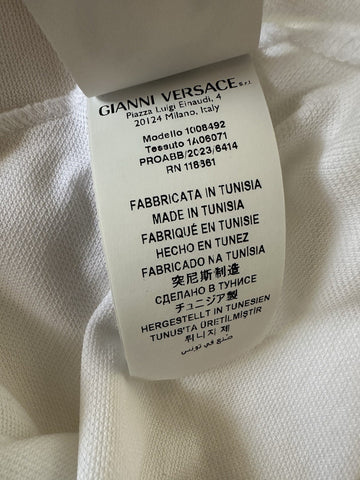 GIANNI VERSACE S.r.l.
Piazza Luigi Einaudi, 4
20124 Milano, Italy
Modello 1006492
Tessuto 1A06071
PROABB/2023/6414
RN 116361
FABBRICATA IN TUNISIA
MADE IN TUNISIA
FABRIQUÉ EN TUNISIE
HECHO EN TUNEZ
FABRICADO NA TUNÍSIA
突尼斯制造
СДЕЛАНО В ТУНИСЕ
チュニジア製
HERGESTELLT IN TUNESIEN
TUNUS'TA ÜRETİLMİŞTİR
튀니지 제
صنع في تونس